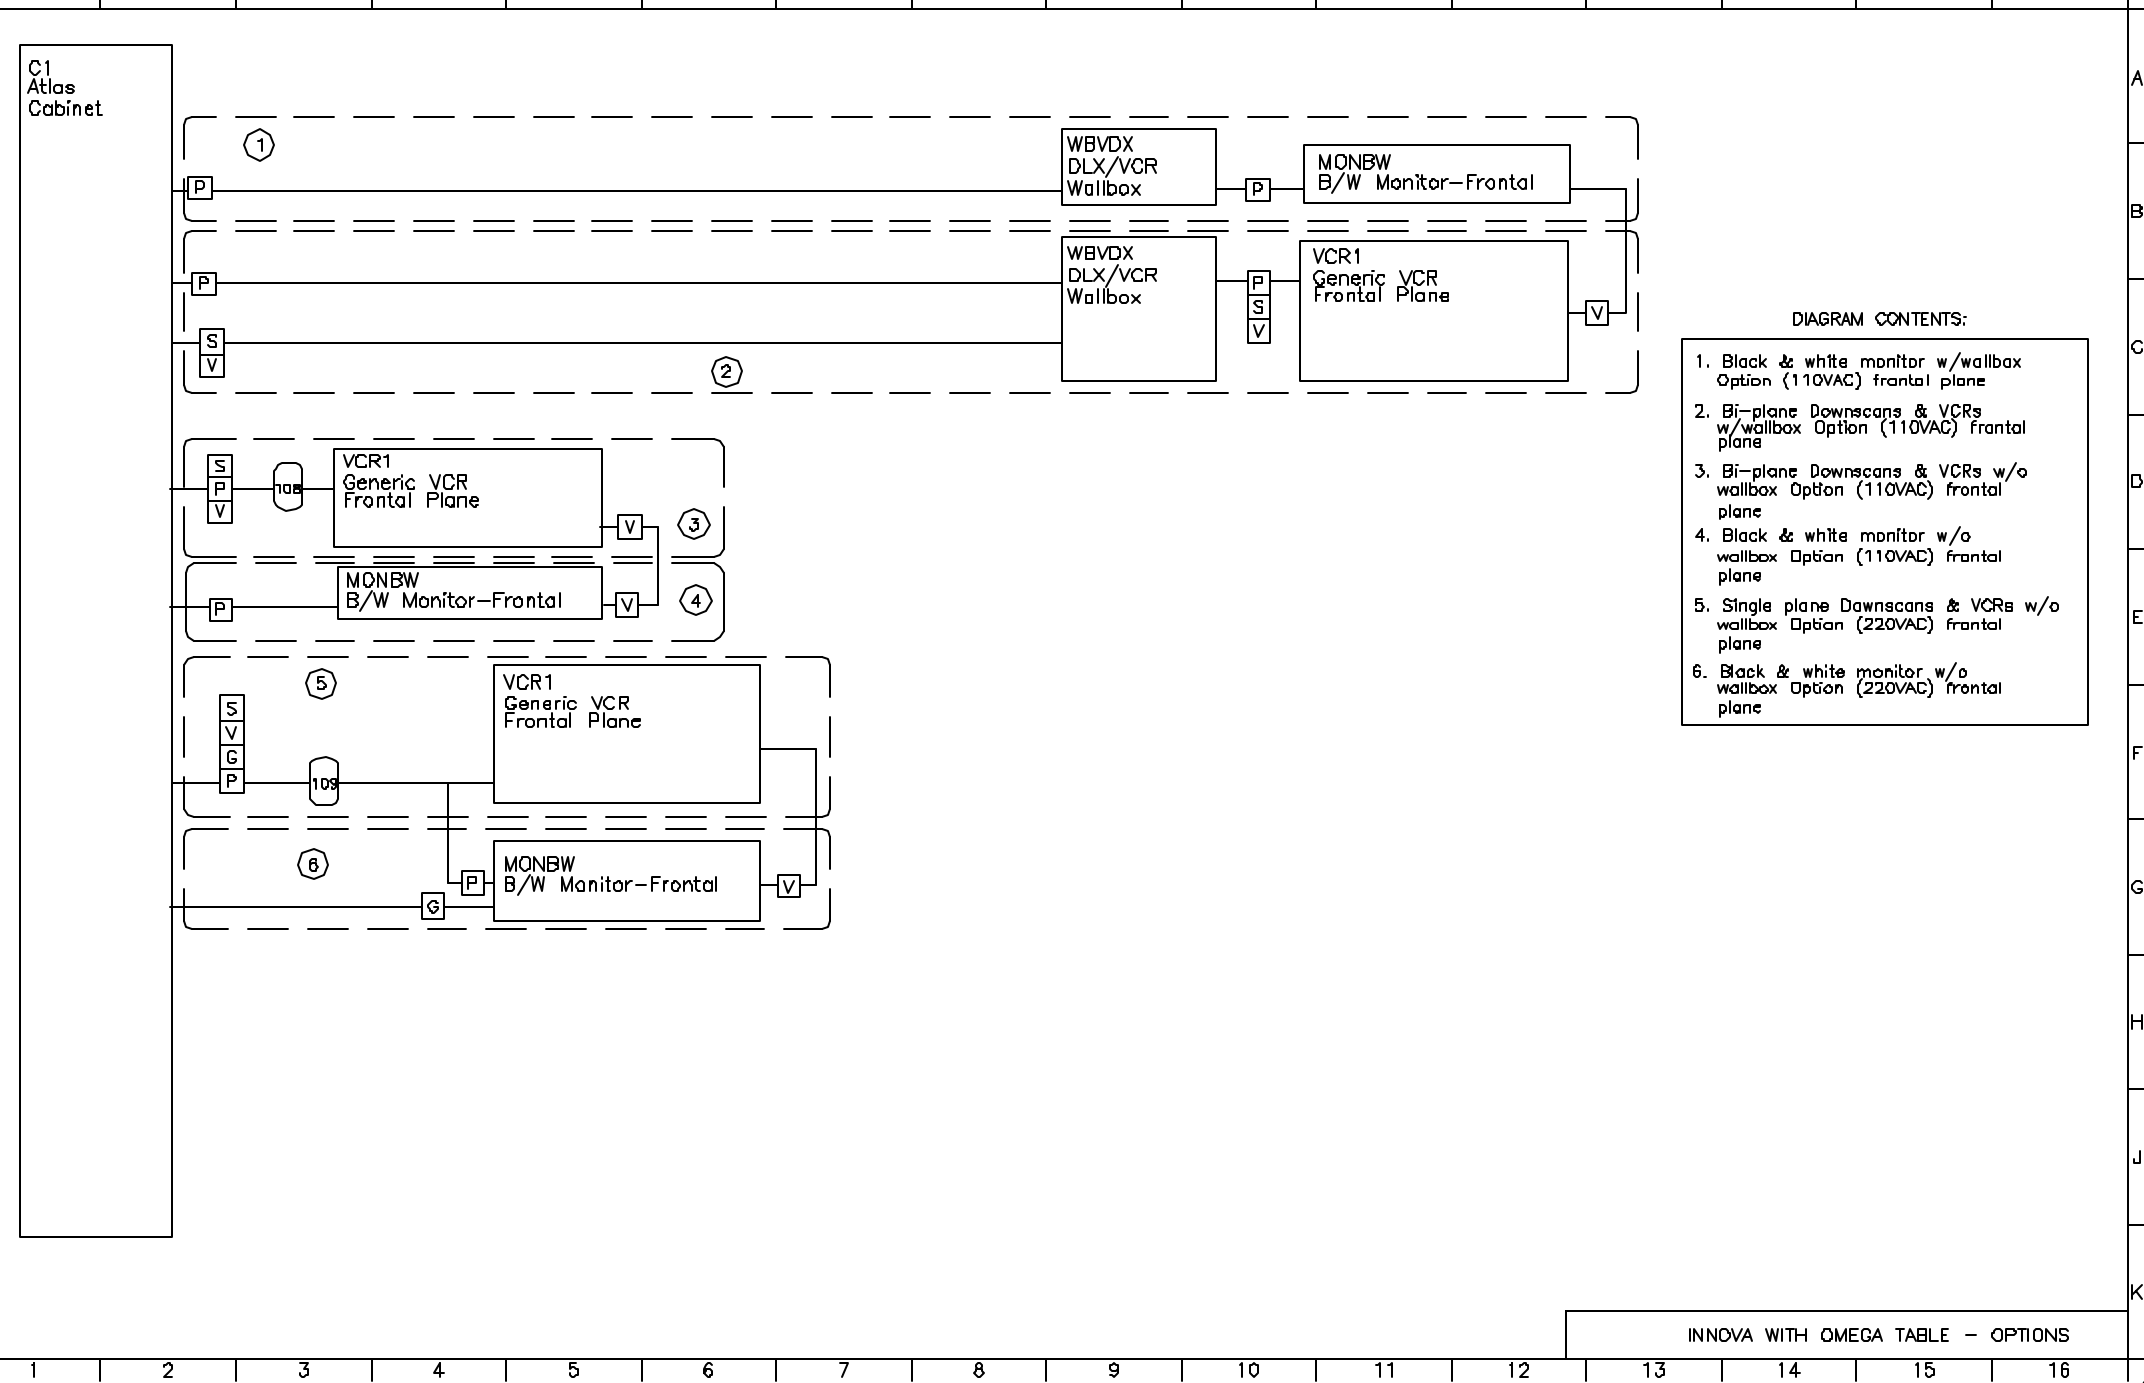 C1
Atlas
Cabinet
1
P
WBVDX
DLX/VCR
Wallbox
P
MONBW
B/W Monitor-Frontal
P
S
V
2
WBVDX
DLX/VCR
Wallbox
P
S
V
VCR1
Generic VCR
Frontal Plane
V
S
P
V
108
VCR1
Generic VCR
Frontal Plane
V
3
P
MONBW
B/W Monitor-Frontal
V
4
5
S
V
G
P
109
VCR1
Generic VCR
Frontal Plane
6
P
G
MONBW
B/W Monitor-Frontal
V
DIAGRAM CONTENTS:
1. Black & white monitor w/wallbox
Option (110VAC) frontal plane
2. Bi-plane Downscans & VCRs
w/wallbox Option (110VAC) frontal
plane
3. Bi-plane Downscans & VCRs w/o
wallbox Option (110VAC) frontal
plane
4. Black & white monitor w/o
wallbox Option (110VAC) frontal
plane
5. Single plane Downscans & VCRs w/o
wallbox Option (220VAC) frontal
plane
6. Black & white monitor w/o
wallbox Option (220VAC) frontal
plane
A
B
C
D
E
F
G
H
J
K
INNOVA WITH OMEGA TABLE - OPTIONS
1 2 3 4 5 6 7 8 9 10 11 12 13 14 15 16